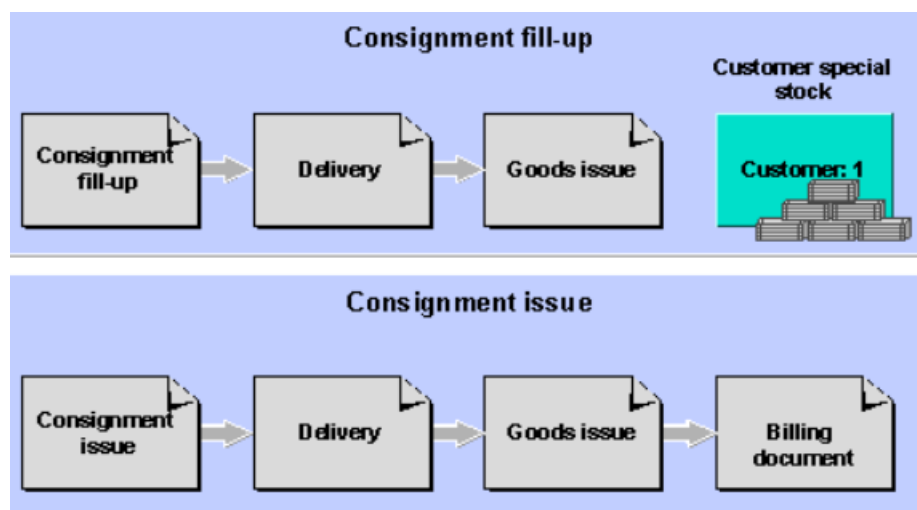 Consignment fill-up
Customer special
stock
Consignment
fill-up
Delivery
Goods issue
Customer: 1
Consignment issue
Consignment
issue
Delivery
Goods issue
Billing
document